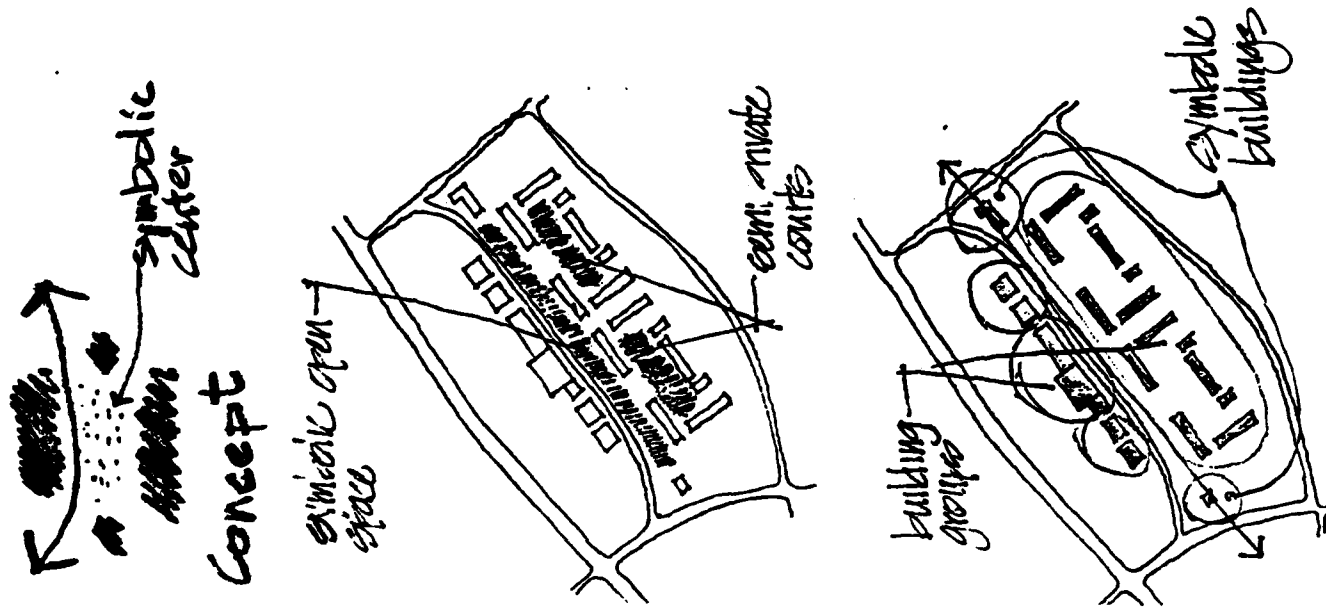 symbolic
center
Concept
symbolic open
space
semi private
courts
building
groups
symbolic
buildings